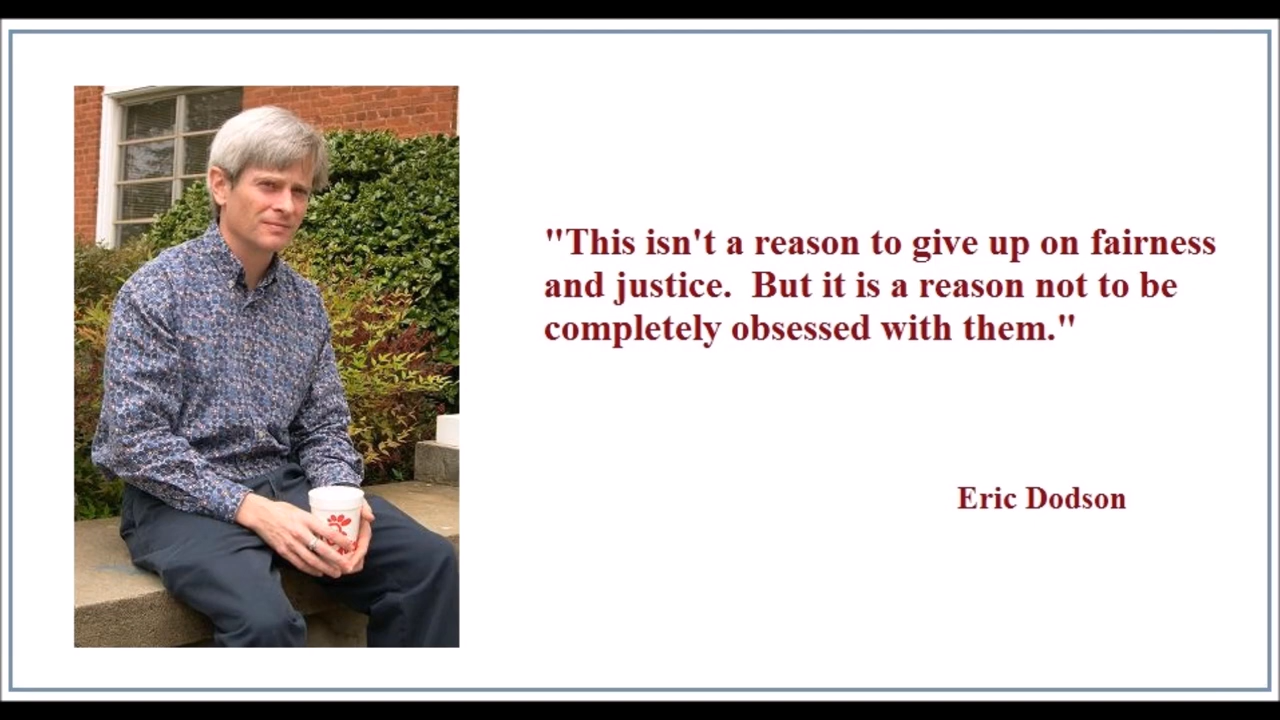 "This isn't a reason to give up on fairness
and justice.  But it is a reason not to be
completely obsessed with them."
Eric Dodson